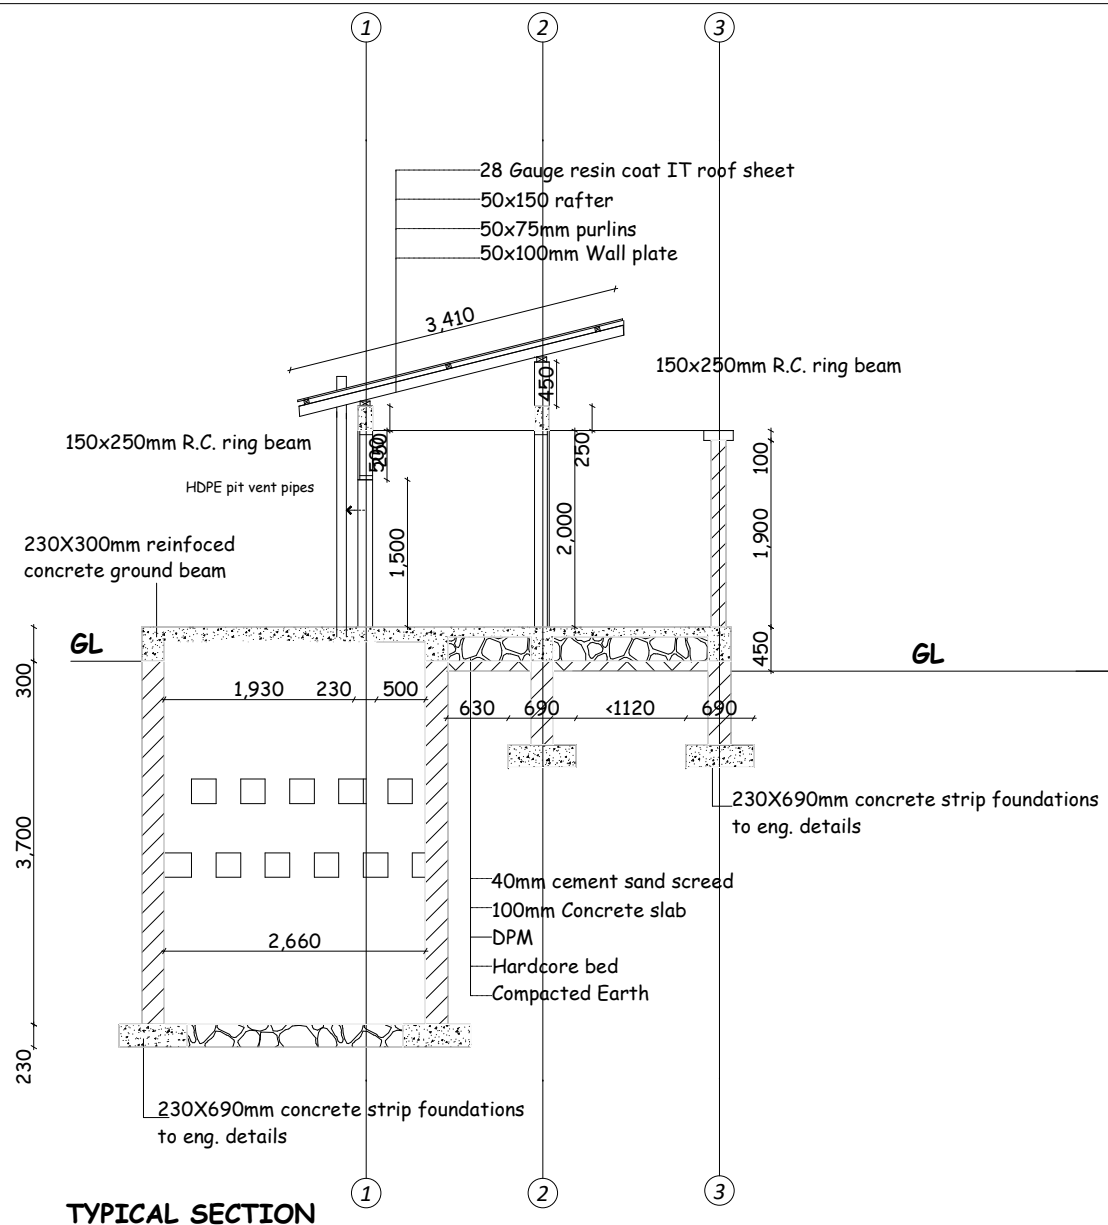 1
2
3
28 Gauge resin coat IT roof sheet
50x150 rafter
50x75mm purlins
50x100mm Wall plate
3,410
150x250mm R.C. ring beam
450
150x250mm R.C. ring beam
500
250
250
100
HDPE pit vent pipes
1,500
2,000
1,900
230X300mm reinfoced
concrete ground beam
GL
GL
450
300
1,930
230
500
630
690
<1120
690
230X690mm concrete strip foundations
to eng. details
3,700
40mm cement sand screed
100mm Concrete slab
DPM
Hardcore bed
Compacted Earth
2,660
230
230X690mm concrete strip foundations
to eng. details
1
2
3
TYPICAL SECTION